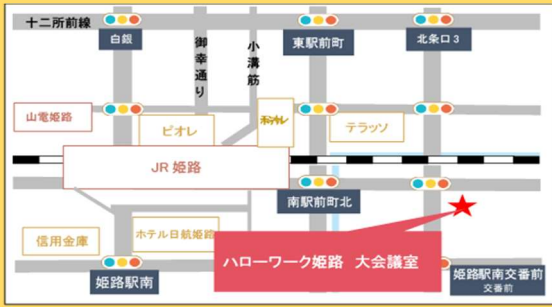 十二所前線
白銀
御幸通り
小溝筋
東駅前町
北条口3
山電姫路
ピオレ
テラッソ
JR 姫路
南駅前町北
信用金庫
ホテル日航姫路
ハローワーク姫路 大会議室
姫路駅南
姫路駅南交番前
交番前